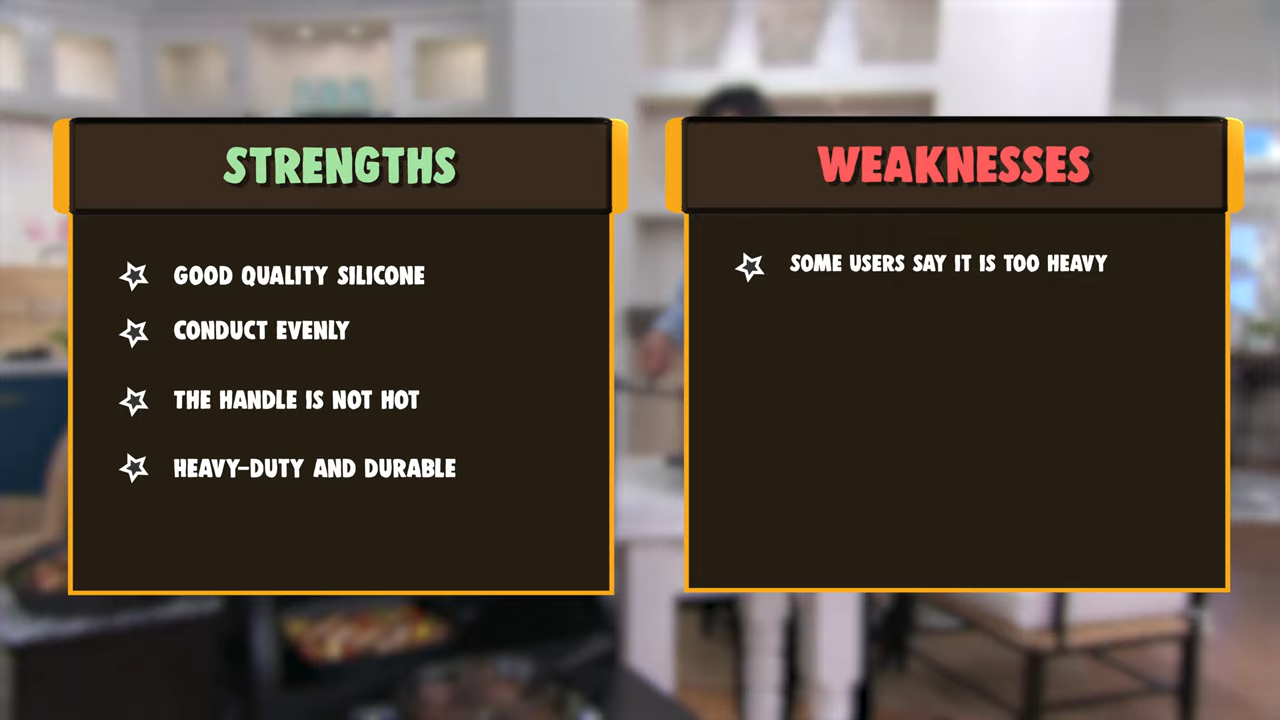 STRENGTHS
GOOD QUALITY SILICONE
CONDUCT EVENLY
THE HANDLE IS NOT HOT
HEAVY-DUTY AND DURABLE
WEAKNESSES
SOME USERS SAY IT IS TOO HEAVY